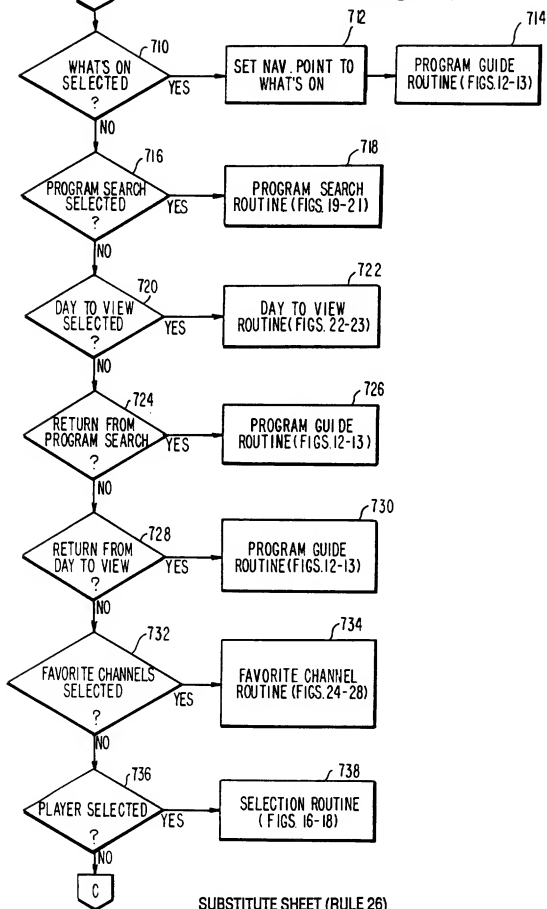 710
WHAT'S ON
SELECTED
?
YES
NO
712
SET NAV. POINT TO
WHAT'S ON
714
PROGRAM GUIDE
ROUTINE (FIGS.12-13)
716
PROGRAM SEARCH
SELECTED
?
YES
NO
718
PROGRAM SEARCH
ROUTINE (FIGS. 19-21)
720
DAY TO VIEW
SELECTED
?
YES
NO
722
DAY TO VIEW
ROUTINE (FIGS. 22-23)
724
RETURN FROM
PROGRAM SEARCH
?
YES
NO
726
PROGRAM GUIDE
ROUTINE (FIGS.12-13)
728
RETURN FROM
DAY TO VIEW
?
YES
NO
730
PROGRAM GUIDE
ROUTINE (FIGS.12-13)
732
FAVORITE CHANNELS
SELECTED
?
YES
NO
734
FAVORITE CHANNEL
ROUTINE (FIGS.24-28)
736
PLAYER SELECTED
?
YES
NO
738
SELECTION ROUTINE
(FIGS. 16-18)
C
SUBSTITUTE SHEET (RULE 26)